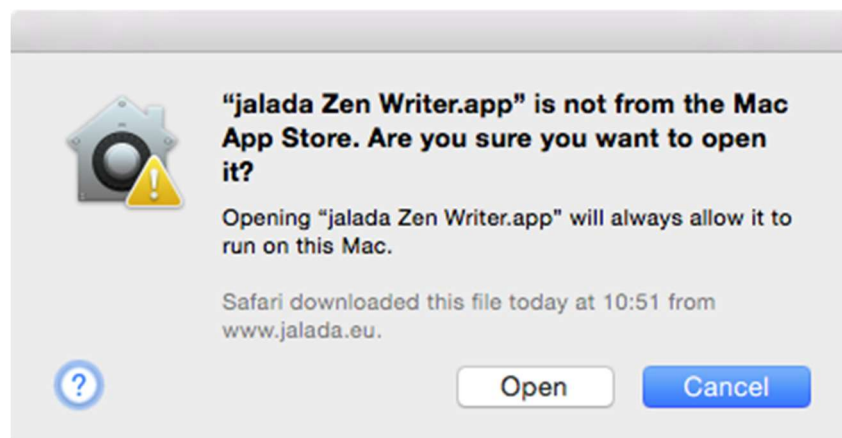 “jalada Zen Writer.app” is not from the Mac
App Store. Are you sure you want to open
it?
Opening “jalada Zen Writer.app” will always allow it to
run on this Mac.
Safari downloaded this file today at 10:51 from
www.jalada.eu.
?
Open
Cancel